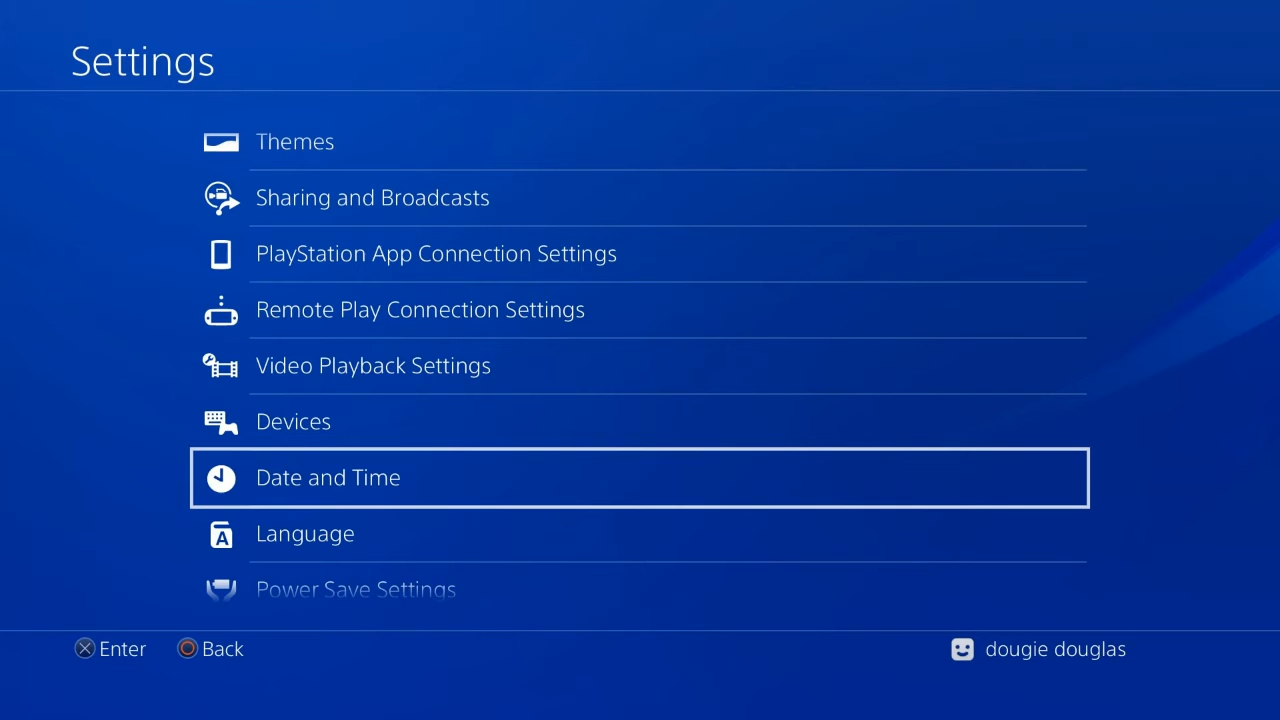 Settings
Themes
Sharing and Broadcasts
PlayStation App Connection Settings
Remote Play Connection Settings
Video Playback Settings
Devices
Date and Time
Language
Power Save Settings
Enter Back dougie douglas